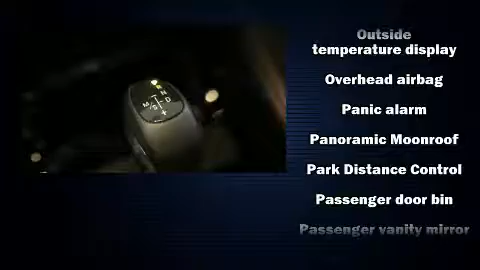 R
N
D
M/S
+
Outside
temperature display
Overhead airbag
Panic alarm
Panoramic Moonroof
Park Distance Control
Passenger door bin
Passenger vanity mirror